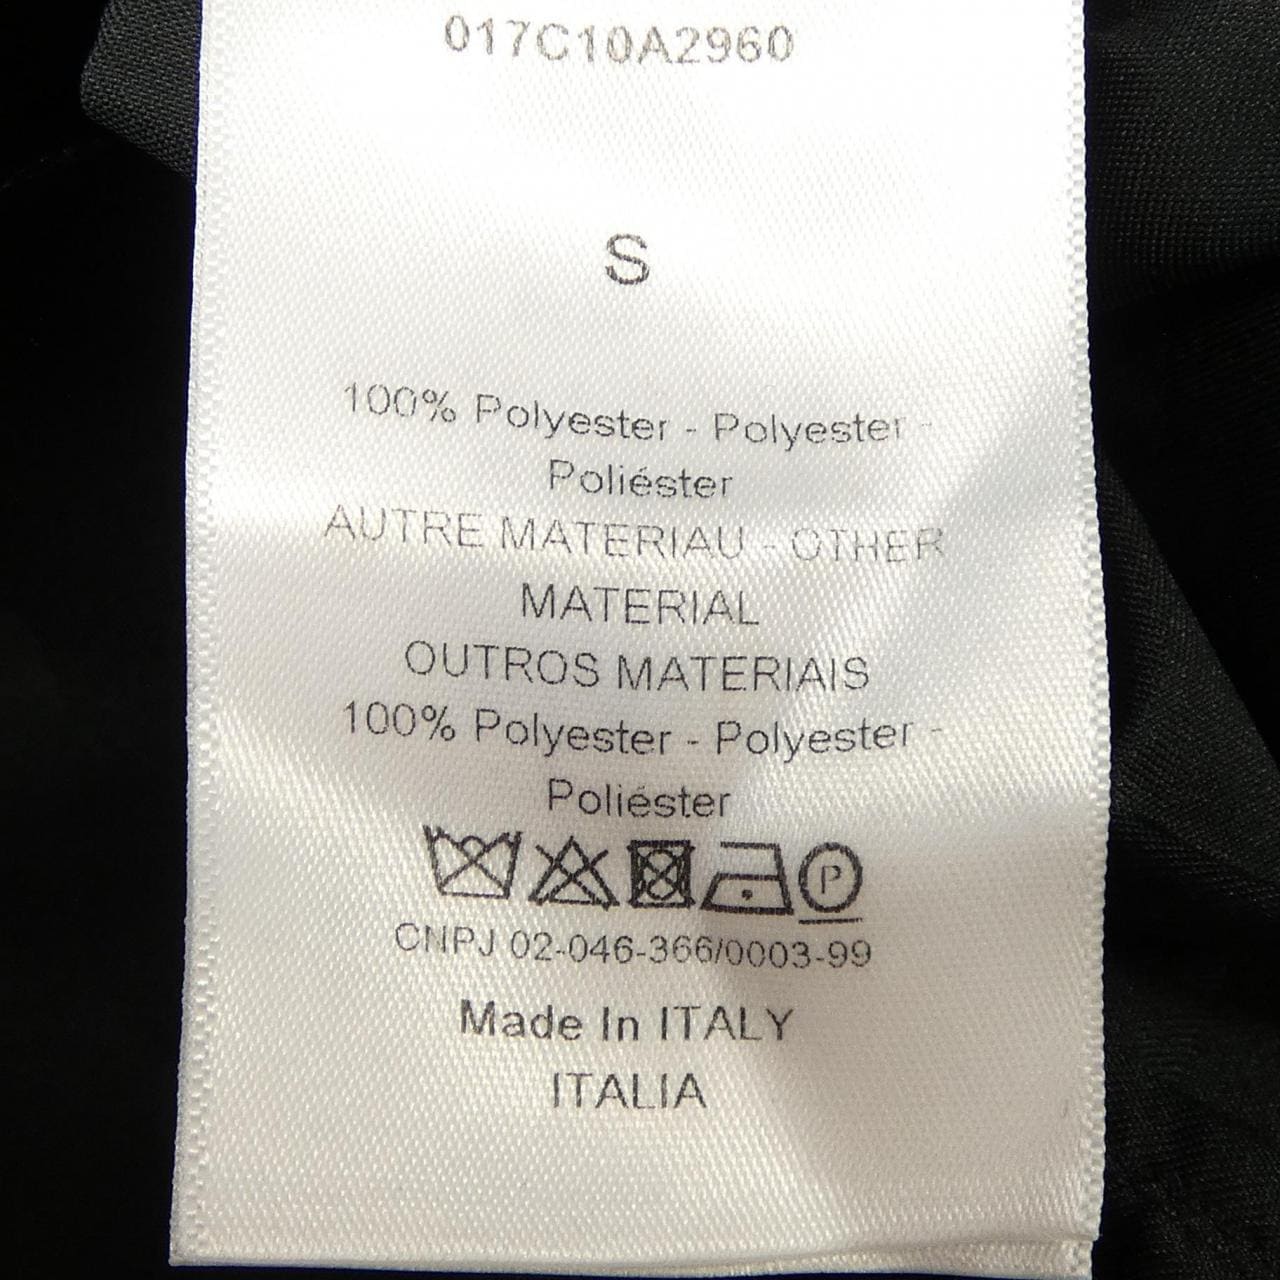 017C10A2960
S
100% Polyester - Polyester -
Poliéster
AUTRE MATERIAU - OTHER
MATERIAL
OUTROS MATERIAIS
100% Polyester - Polyester -
Poliéster
P
CNPJ 02-046-366/0003-99
Made In ITALY
ITALIA